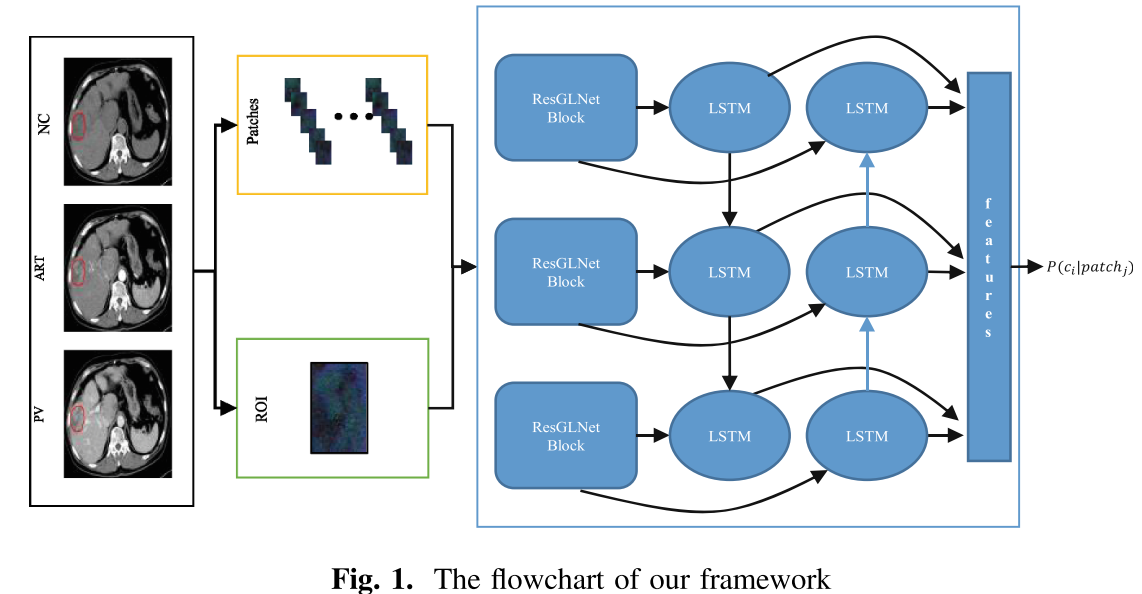 NC
ART
PV
Patches
ROI
ResGLNet
Block
LSTM
LSTM
ResGLNet
Block
LSTM
LSTM
ResGLNet
Block
LSTM
LSTM
features
P(c_i|patch_j)
Fig. 1. The flowchart of our framework